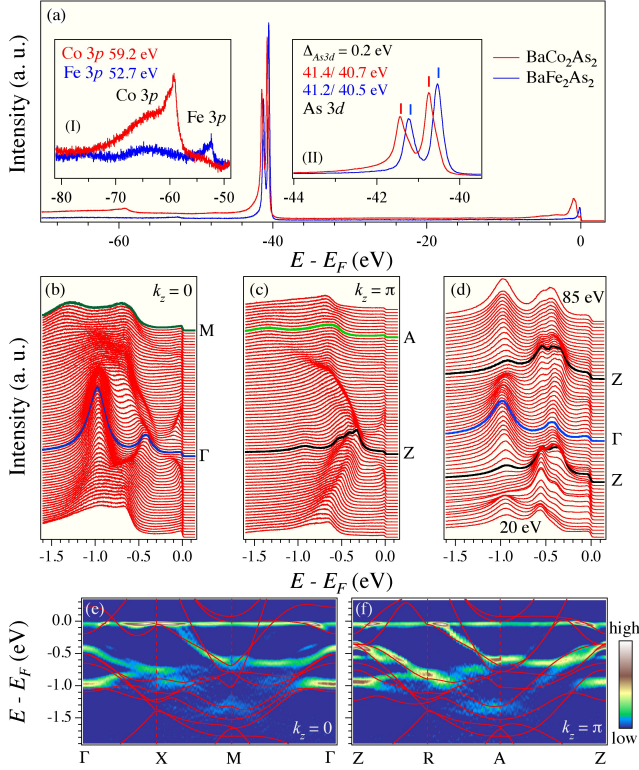 (a)
Intensity (a. u.)
Co 3p 59.2 eV
Fe 3p 52.7 eV
Co 3p
Fe 3p
(I)
-80 -70 -60 -50
Δ_As3d = 0.2 eV
41.4/ 40.7 eV
41.2/ 40.5 eV
As 3d
(II)
-44 -42 -40
BaCo₂As₂
BaFe₂As₂
-60 -40 -20 0
E - E_F (eV)
(b) k_z = 0
M
Γ
(c) k_z = π
A
Z
(d) 85 eV
Z
Γ
Z
20 eV
Intensity (a. u.)
-1.5 -1.0 -0.5 0.0
-1.5 -1.0 -0.5 0.0
-1.5 -1.0 -0.5 0.0
E - E_F (eV)
E - E_F (eV)
0.0
-0.5
-1.0
-1.5
(e)
k_z = 0
(f)
k_z = π
high
low
Γ X M Γ
Z R A Z